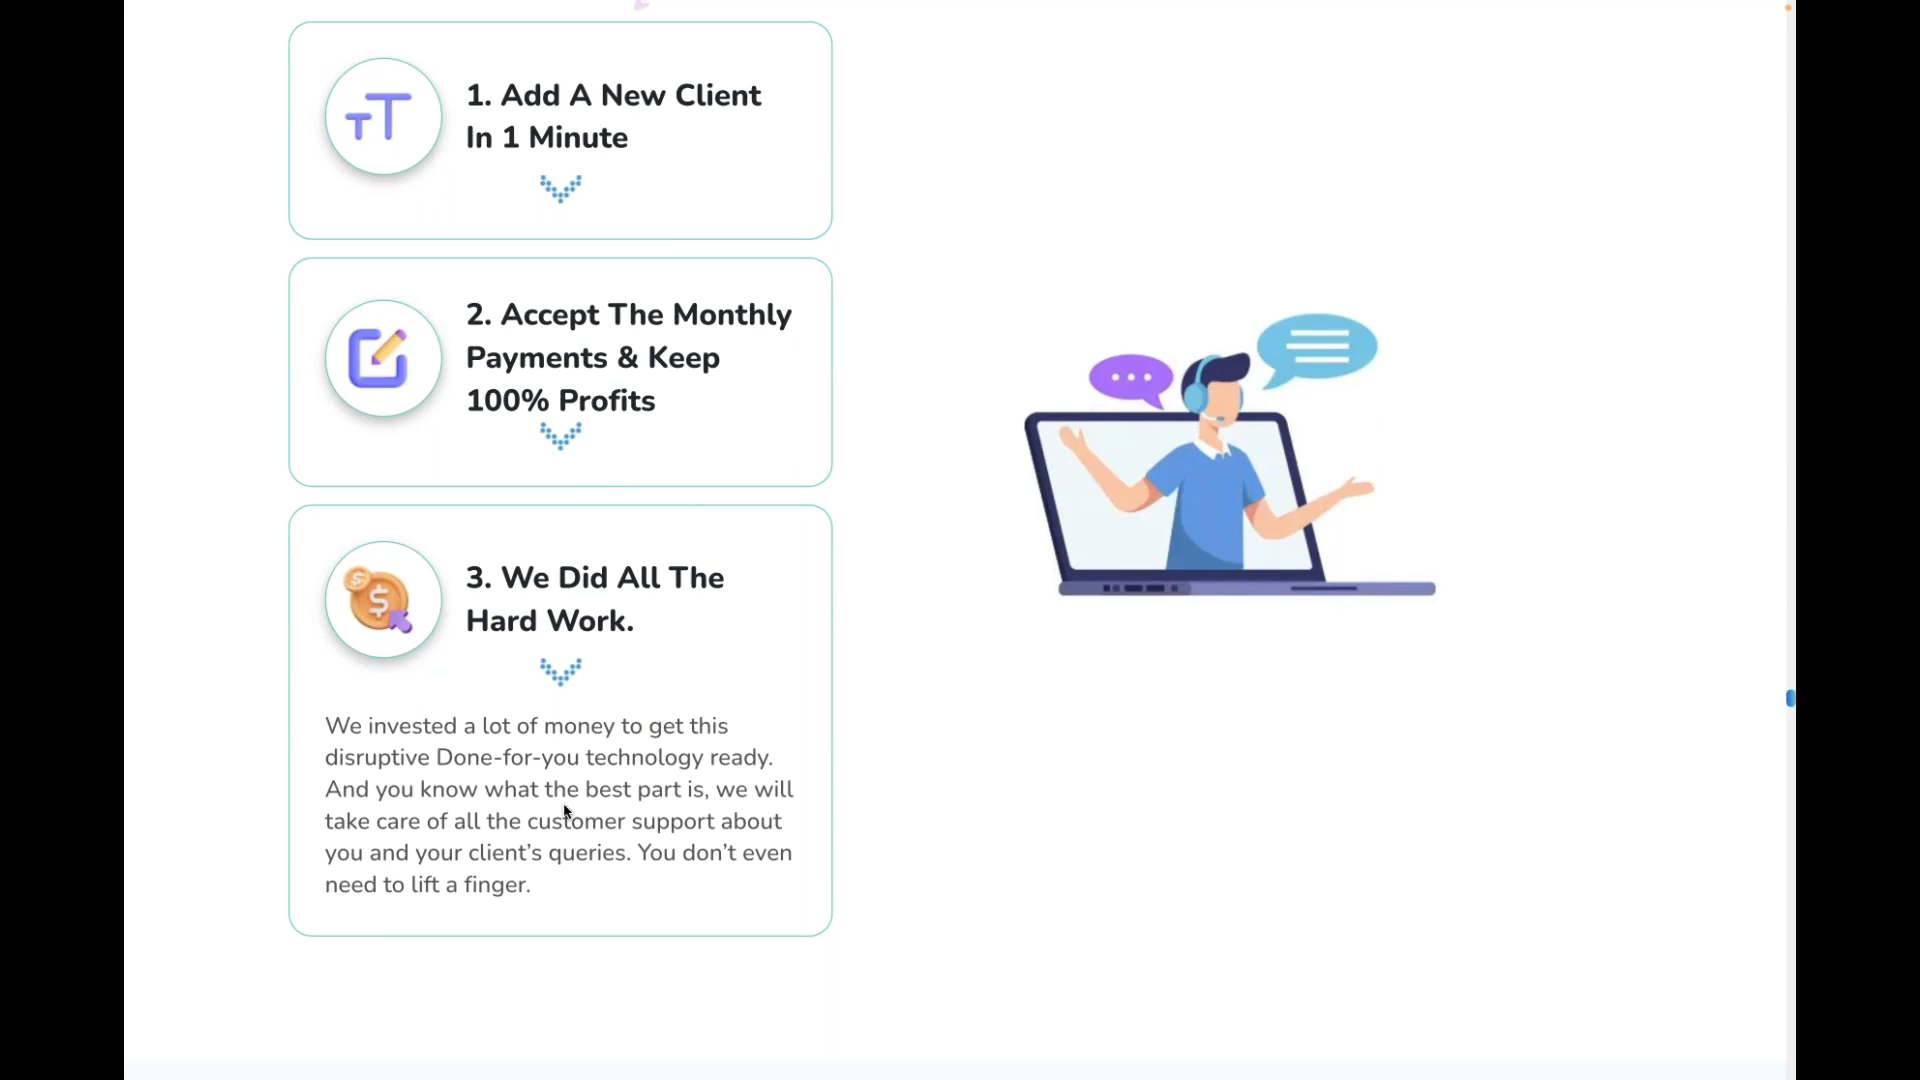 1. Add A New Client
In 1 Minute
2. Accept The Monthly
Payments & Keep
100% Profits
3. We Did All The
Hard Work.
We invested a lot of money to get this
disruptive Done-for-you technology ready.
And you know what the best part is, we will
take care of all the customer support about
you and your client’s queries. You don’t even
need to lift a finger.